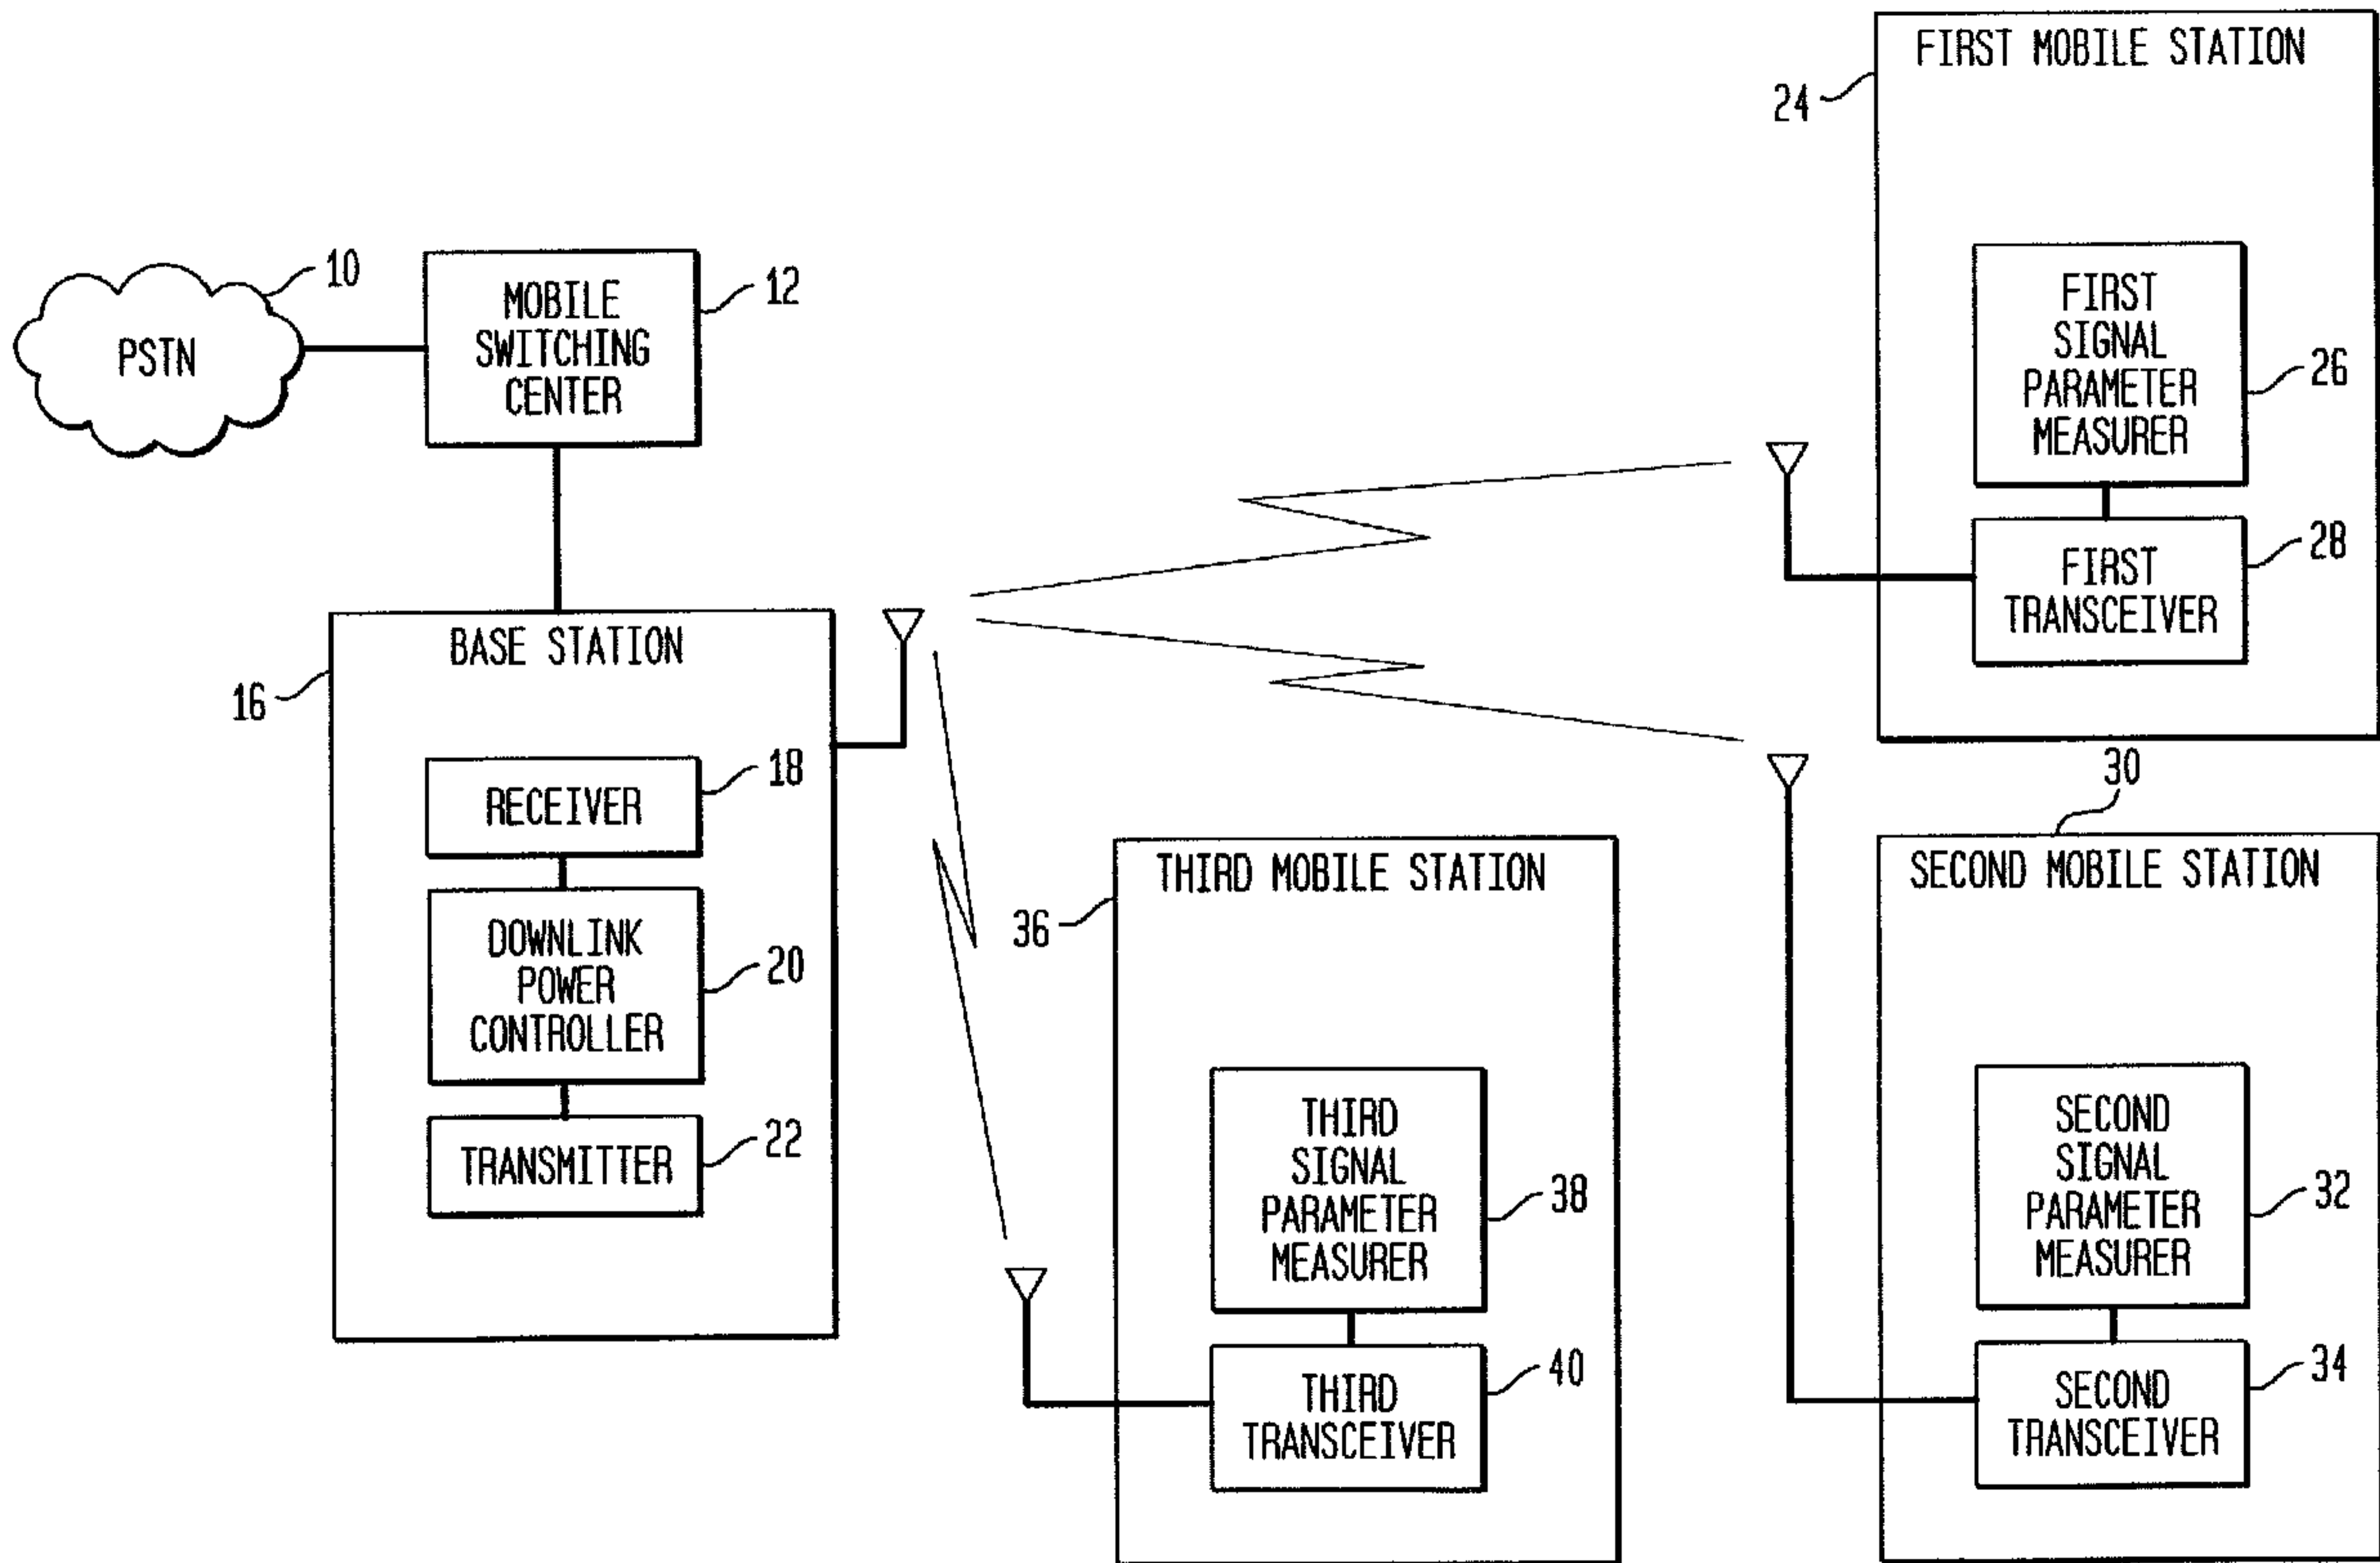 PSTN
10
MOBILE
SWITCHING
CENTER
12
BASE STATION
16
RECEIVER
18
DOWNLINK
POWER
CONTROLLER
20
TRANSMITTER
22
FIRST MOBILE STATION
24
FIRST
SIGNAL
PARAMETER
MEASURER
26
FIRST
TRANSCEIVER
28
THIRD MOBILE STATION
36
THIRD
SIGNAL
PARAMETER
MEASURER
38
THIRD
TRANSCEIVER
40
30
SECOND MOBILE STATION
SECOND
SIGNAL
PARAMETER
MEASURER
32
SECOND
TRANSCEIVER
34